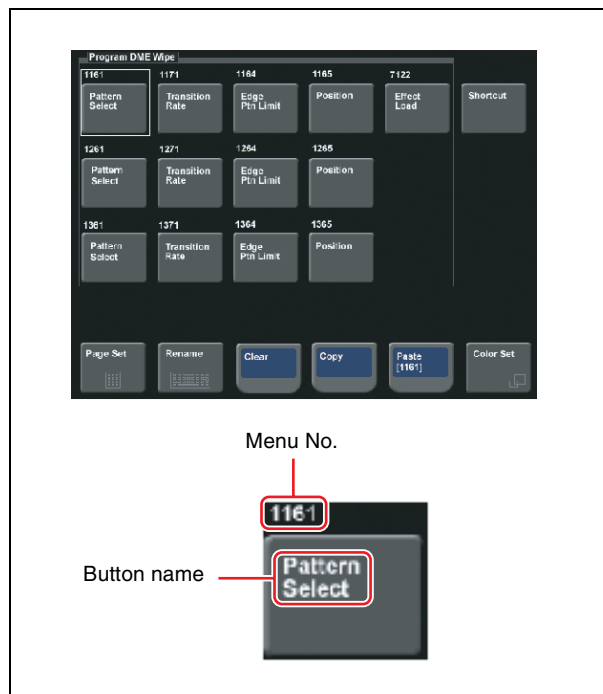 Program DME Wipe
1161 1171 1164 1165 7122
Pattern Select
Transition Rate
Edge Ptn Limit
Position
Effect Load
Shortcut
1261 1271 1264 1265
Pattern Select
Transition Rate
Edge Ptn Limit
Position
1361 1371 1364 1365
Pattern Select
Transition Rate
Edge Ptn Limit
Position
Page Set
Rename
Clear
Copy
Paste [1161]
Color Set
Menu No.
1161
Button name
Pattern
Select